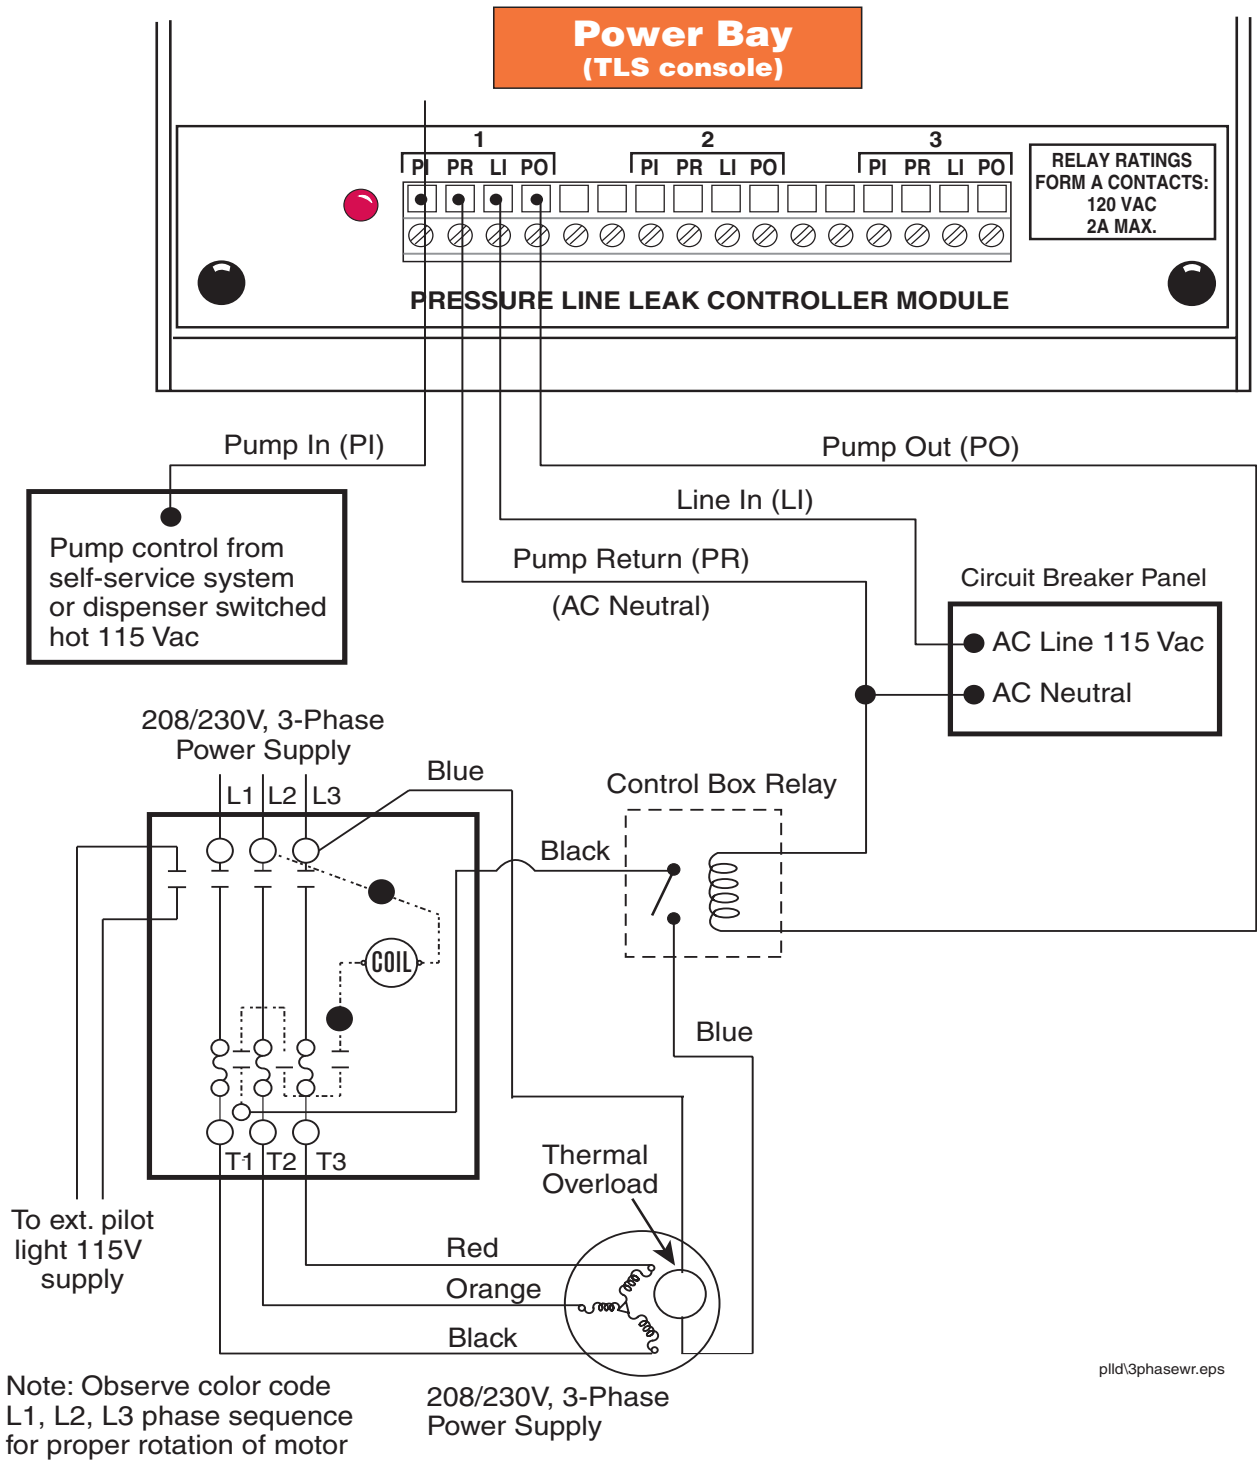 Power Bay
(TLS console)
1
2
3
PI PR LI PO
PI PR LI PO
PI PR LI PO
RELAY RATINGS
FORM A CONTACTS:
120 VAC
2A MAX.
PRESSURE LINE LEAK CONTROLLER MODULE
Pump In (PI)
Pump Out (PO)
Line In (LI)
Pump Return (PR)
(AC Neutral)
Pump control from
self-service system
or dispenser switched
hot 115 Vac
Circuit Breaker Panel
AC Line 115 Vac
AC Neutral
208/230V, 3-Phase
Power Supply
L1 L2 L3
Blue
Control Box Relay
Black
COIL
Blue
T1 T2 T3
Thermal
Overload
To ext. pilot
light 115V
supply
Red
Orange
Black
208/230V, 3-Phase
Power Supply
Note: Observe color code
L1, L2, L3 phase sequence
for proper rotation of motor
plld\3phasewr.eps